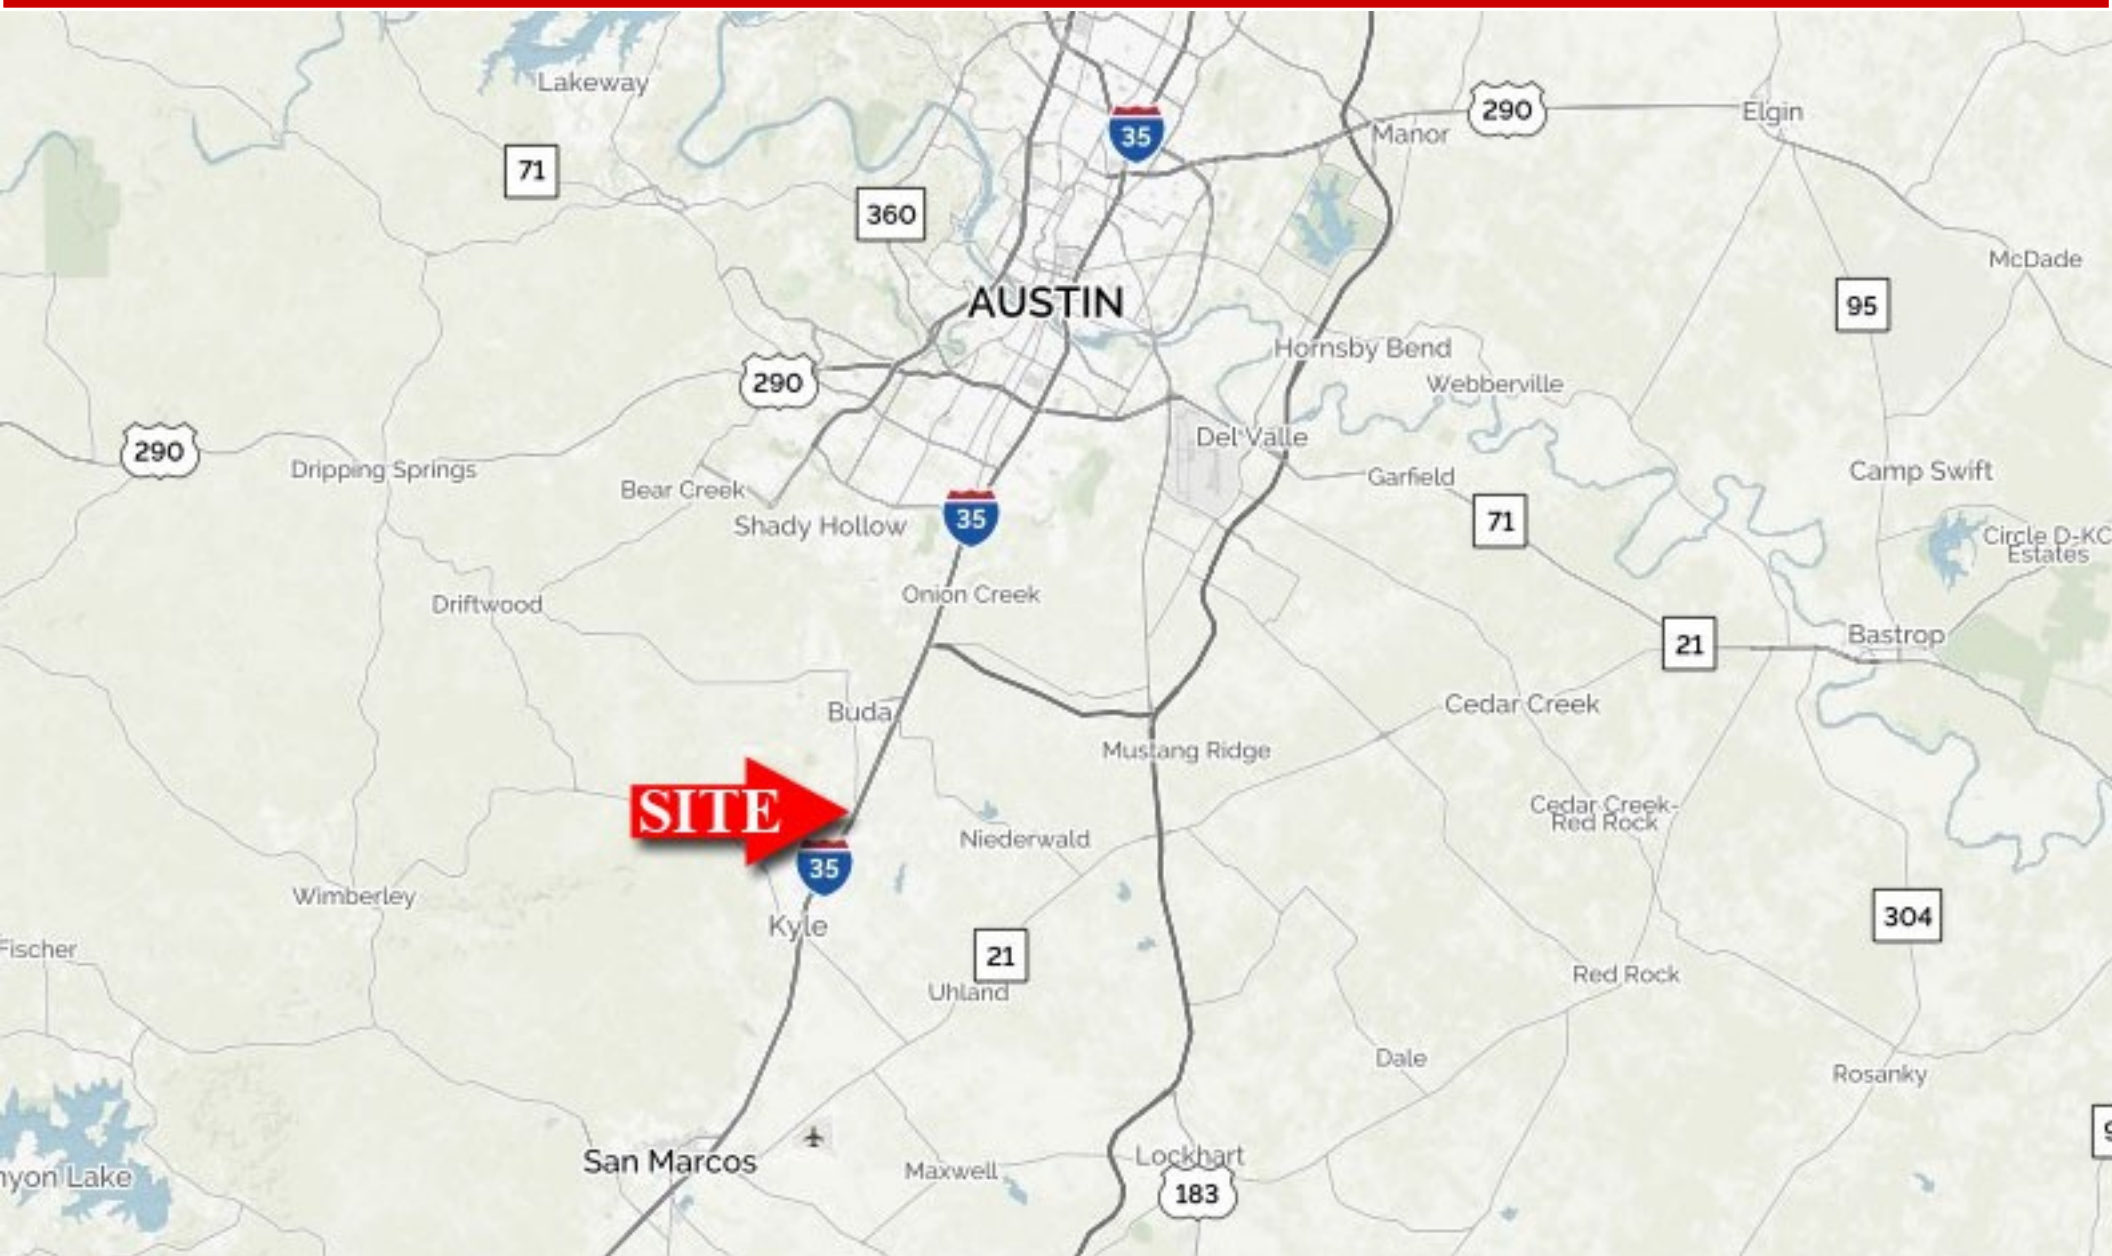 Lakeway
290
Elgin
35
Manor
71
360
McDade
95
AUSTIN
Hornsby Bend
290
Webberville
290
Del Valle
Dripping Springs
Camp Swift
Garfield
Bear Creek
35
71
Shady Hollow
Circle D-KC
Estates
Onion Creek
Driftwood
21
Bastrop
Cedar Creek
Buda
Mustang Ridge
SITE
Cedar Creek-
Red Rock
Niederwald
35
Wimberley
304
Kyle
Fischer
21
Red Rock
Uhland
Dale
Rosanky
San Marcos
Lockhart
Maxwell
nyon Lake
183